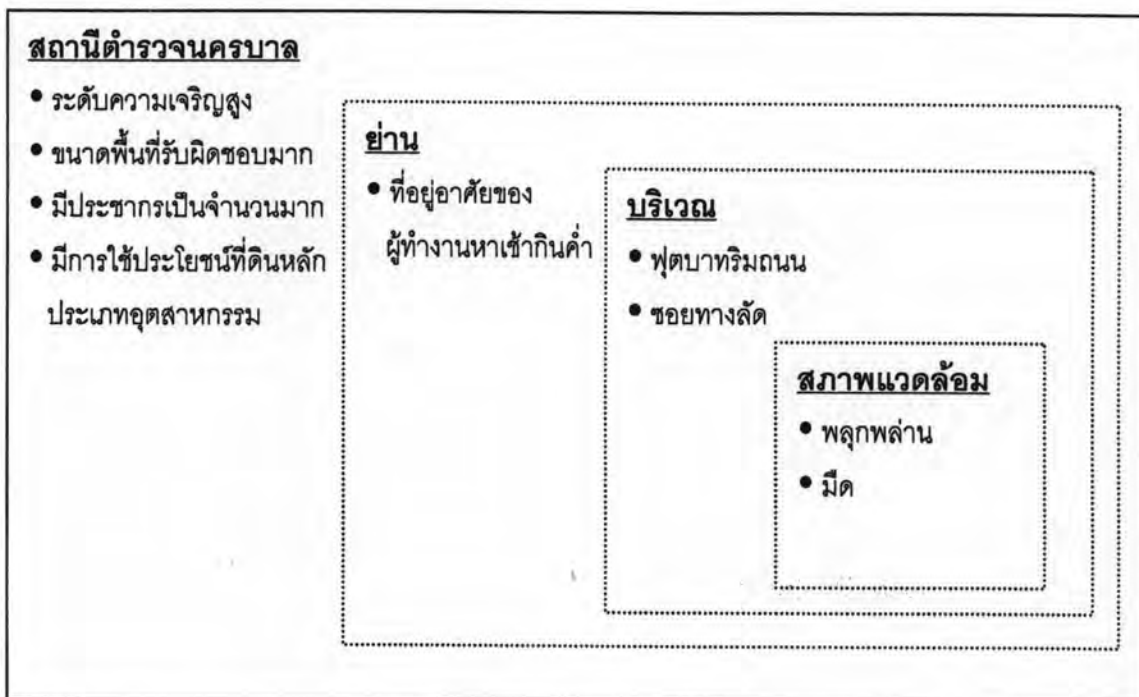 สถานีตำรวจนครบาล
• ระดับความเจริญสูง
• ขนาดพื้นที่รับผิดชอบมาก
• มีประชากรเป็นจำนวนมาก
• มีการใช้ประโยชน์ที่ดินหลัก
ประเภทอุตสาหกรรม
ย่าน
• ที่อยู่อาศัยของ
ผู้ทำงานหาเช้ากินค่ำ
บริเวณ
• ฟุตบาทริมถนน
• ซอยทางลัด
สภาพแวดล้อม
• พลุกพล่าน
• มืด